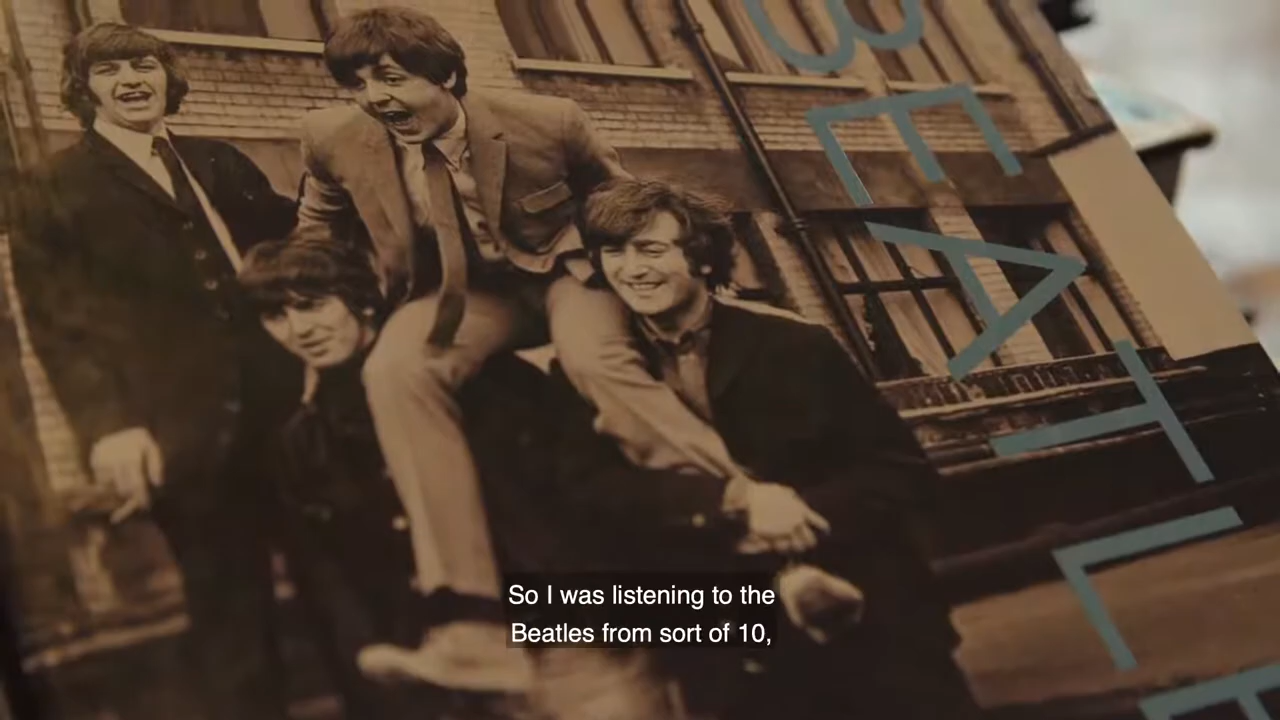 BEATLE
So I was listening to the
Beatles from sort of 10,